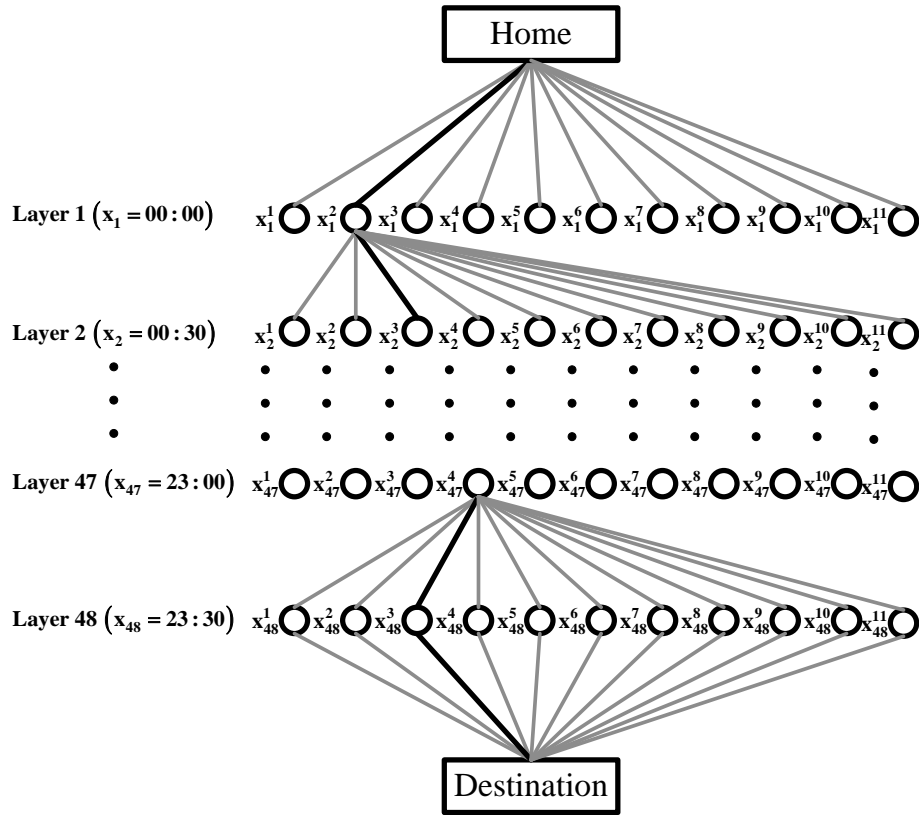 Home
Layer 1 (x₁ = 00:00) x₁¹ x₁² x₁³ x₁⁴ x₁⁵ x₁⁶ x₁⁷ x₁⁸ x₁⁹ x₁¹⁰ x₁¹¹
Layer 2 (x₂ = 00:30) x₂¹ x₂² x₂³ x₂⁴ x₂⁵ x₂⁶ x₂⁷ x₂⁸ x₂⁹ x₂¹⁰ x₂¹¹
Layer 47 (x₄₇ = 23:00) x₄₇¹ x₄₇² x₄₇³ x₄₇⁴ x₄₇⁵ x₄₇⁶ x₄₇⁷ x₄₇⁸ x₄₇⁹ x₄₇¹⁰ x₄₇¹¹
Layer 48 (x₄₈ = 23:30) x₄₈¹ x₄₈² x₄₈³ x₄₈⁴ x₄₈⁵ x₄₈⁶ x₄₈⁷ x₄₈⁸ x₄₈⁹ x₄₈¹⁰ x₄₈¹¹
Destination